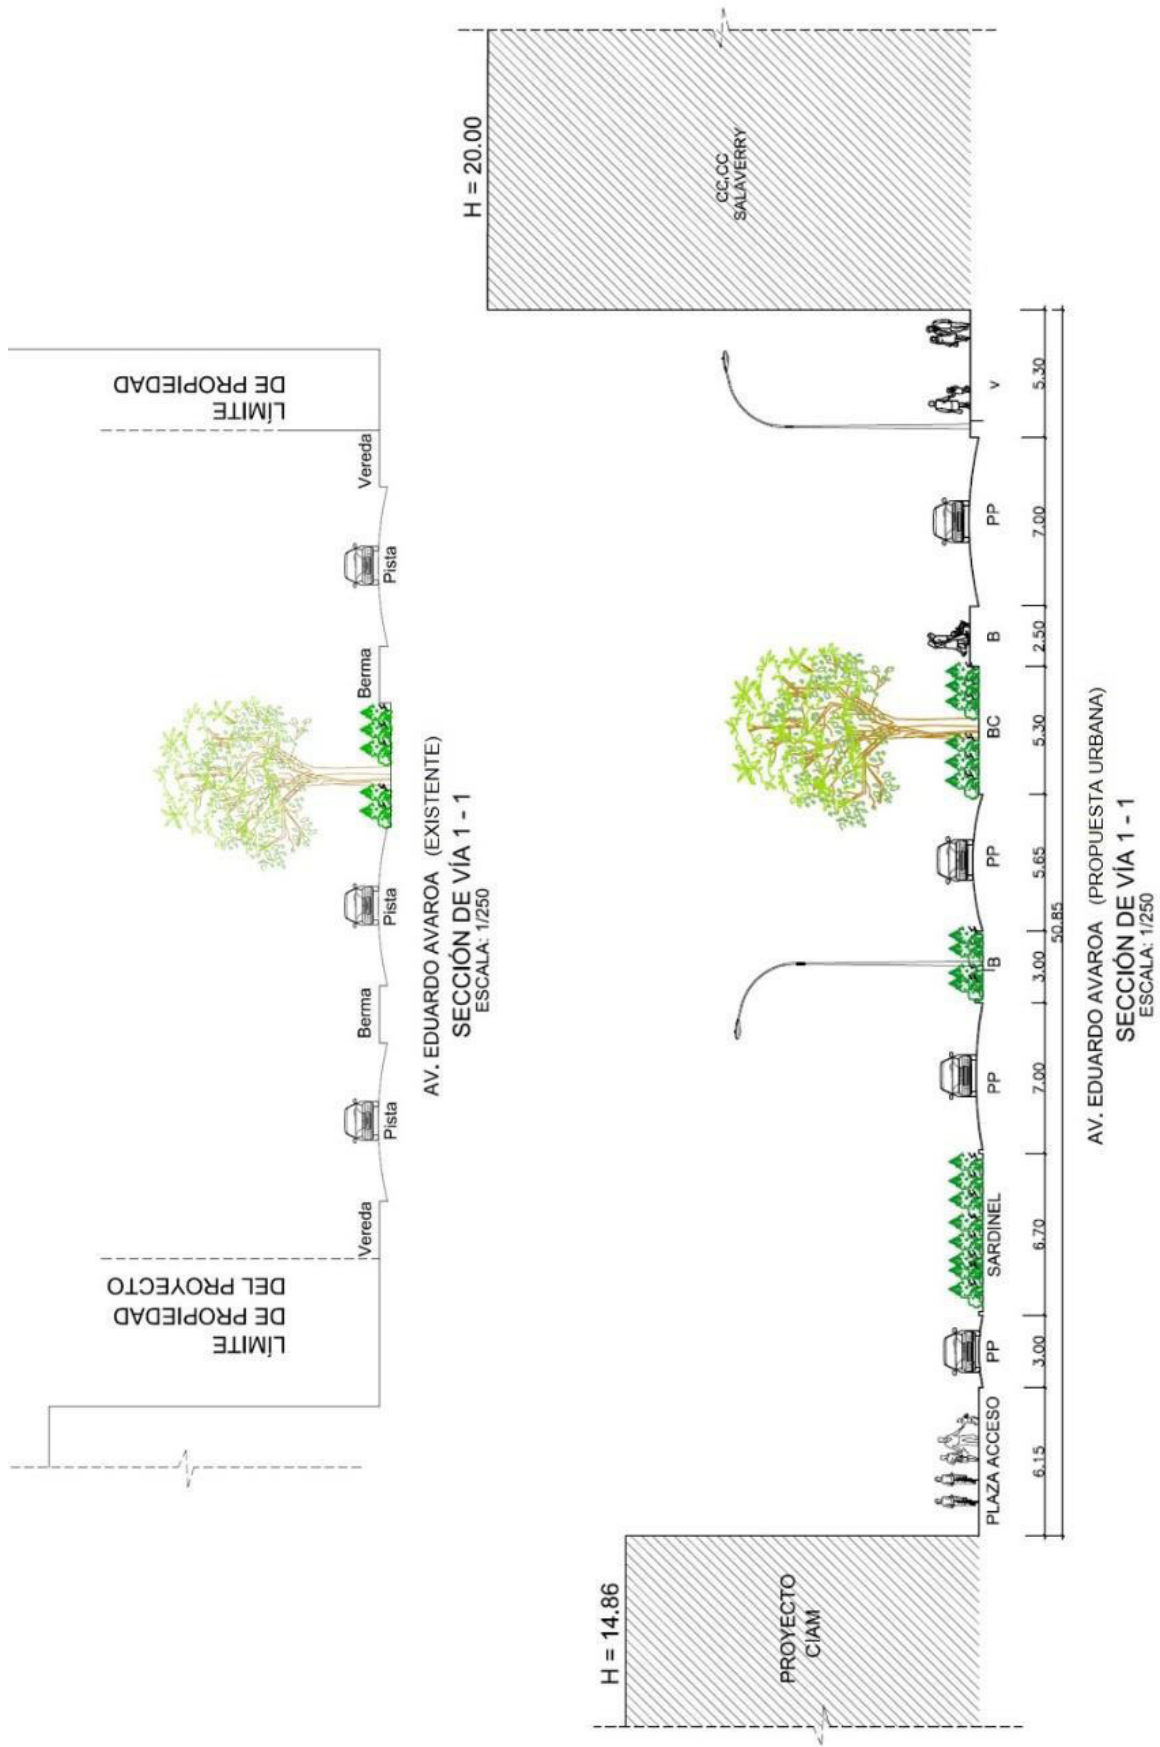 LÍMITE
DE PROPIEDAD
DEL PROYECTO
Vereda
Pista
Berma
Pista
Berma
Pista
Vereda
LÍMITE
DE PROPIEDAD
AV. EDUARDO AVAROA (EXISTENTE)
SECCIÓN DE VÍA 1 - 1
ESCALA: 1/250
H = 14.86
PROYECTO
CIAM
H = 20.00
CC.CC
SALAVERRY
PLAZA ACCESO
PP
SARDINEL
PP
B
PP
BC
B
PP
V
6.15
3.00
6.70
7.00
3.00
5.65
5.30
2.50
7.00
5.30
50.85
AV. EDUARDO AVAROA (PROPUESTA URBANA)
SECCIÓN DE VÍA 1 - 1
ESCALA: 1/250